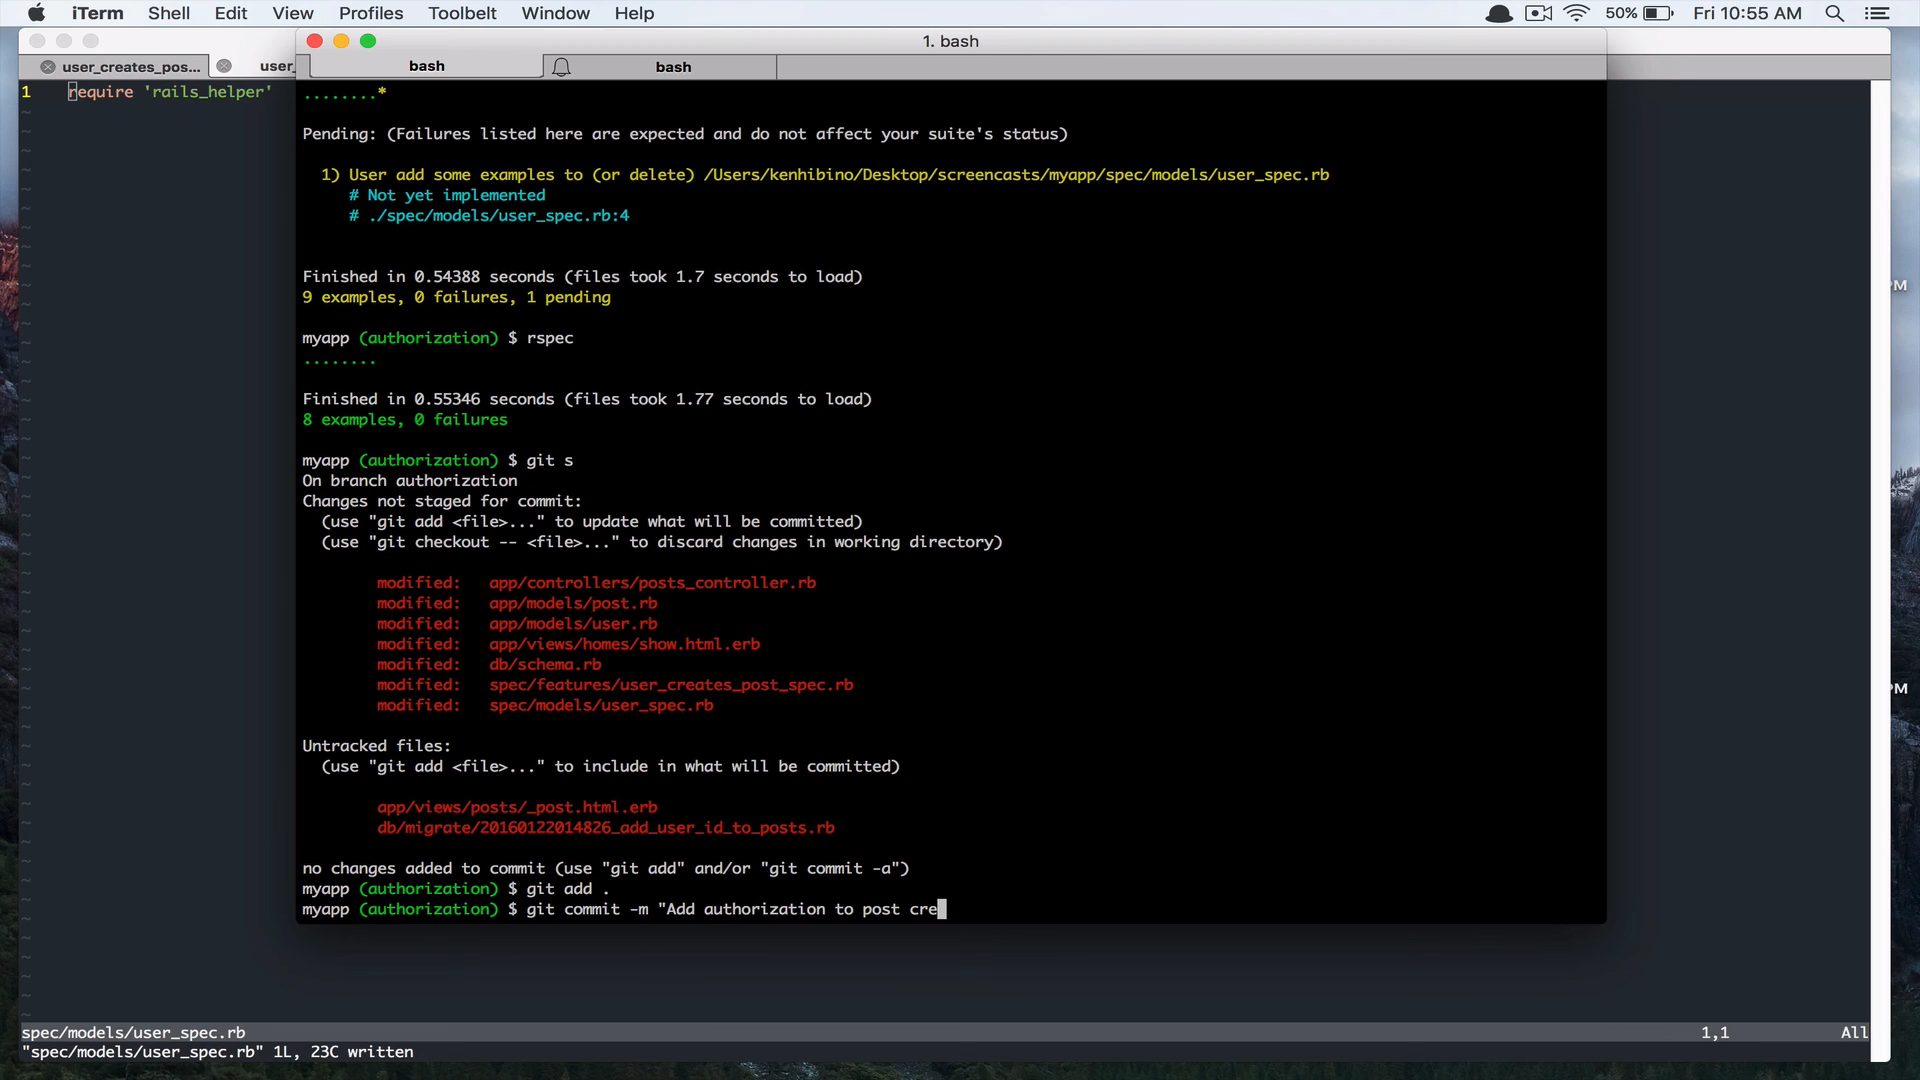 iTerm Shell Edit View Profiles Toolbelt Window Help 50% Fri 10:55 AM
1. bash
user_creates_pos... user_ bash bash
1 require 'rails_helper'
........*
Pending: (Failures listed here are expected and do not affect your suite's status)
1) User add some examples to (or delete) /Users/kenhibino/Desktop/screencasts/myapp/spec/models/user_spec.rb
# Not yet implemented
# ./spec/models/user_spec.rb:4
Finished in 0.54388 seconds (files took 1.7 seconds to load)
9 examples, 0 failures, 1 pending
myapp (authorization) $ rspec
........
Finished in 0.55346 seconds (files took 1.77 seconds to load)
8 examples, 0 failures
myapp (authorization) $ git s
On branch authorization
Changes not staged for commit:
(use "git add <file>..." to update what will be committed)
(use "git checkout -- <file>..." to discard changes in working directory)
modified: app/controllers/posts_controller.rb
modified: app/models/post.rb
modified: app/models/user.rb
modified: app/views/homes/show.html.erb
modified: db/schema.rb
modified: spec/features/user_creates_post_spec.rb
modified: spec/models/user_spec.rb
Untracked files:
(use "git add <file>..." to include in what will be committed)
app/views/posts/_post.html.erb
db/migrate/20160122014826_add_user_id_to_posts.rb
no changes added to commit (use "git add" and/or "git commit -a")
myapp (authorization) $ git add .
myapp (authorization) $ git commit -m "Add authorization to post cre
PM
PM
spec/models/user_spec.rb 1,1 All
"spec/models/user_spec.rb" 1L, 23C written